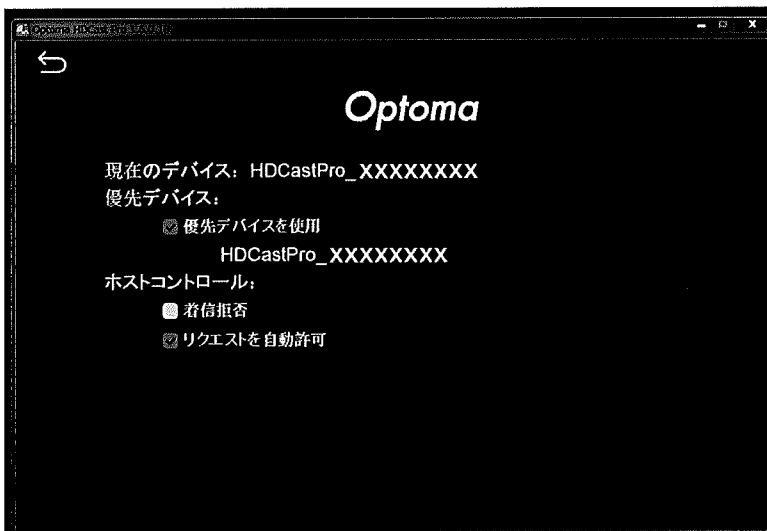 Optoma
現在のデバイス: HDCastPro_XXXXXXXX
優先デバイス:
優先デバイスを使用
HDCastPro_XXXXXXXX
ホストコントロール:
着信拒否
リクエストを自動許可